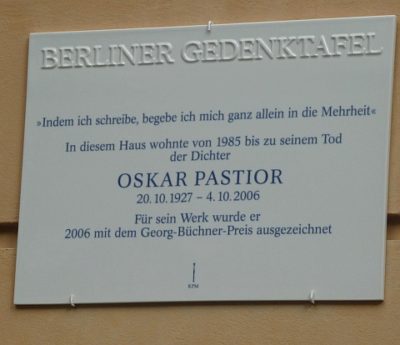 BERLINER GEDENKTAFEL
»Indem ich schreibe, begebe ich mich ganz allein in die Mehrheit«
In diesem Haus wohnte von 1985 bis zu seinem Tod
der Dichter
OSKAR PASTIOR
20.10.1927 – 4.10.2006
Für sein Werk wurde er
2006 mit dem Georg-Büchner-Preis ausgezeichnet
KPM